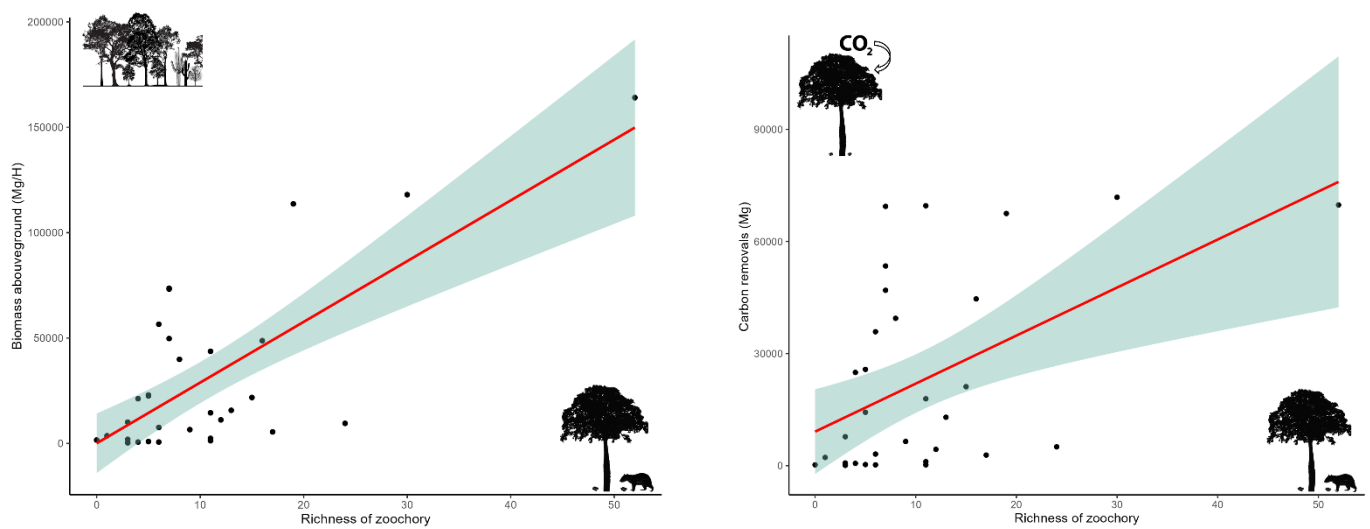 200000
150000
100000
50000
0
Biomass abouveground (Mg/H)
0 10 20 30 40 50
Richness of zoochory
CO2
90000
60000
30000
0
Carbon removals (Mg)
0 10 20 30 40 50
Richness of zoochory